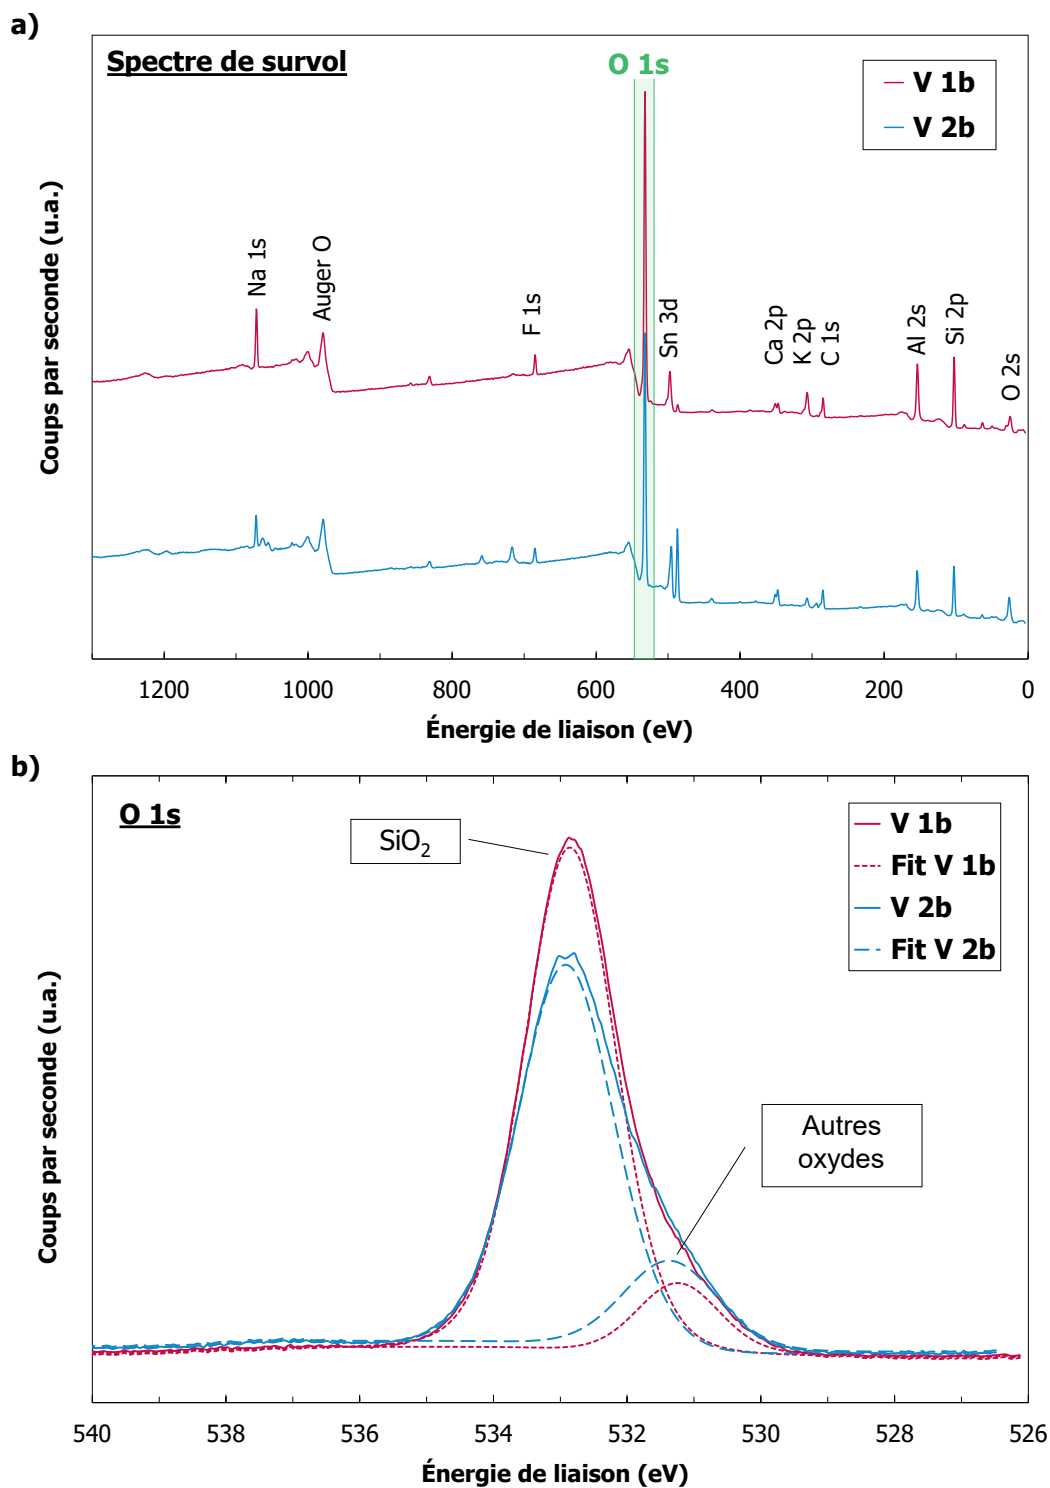 a)
Spectre de survol
O 1s
V 1b
V 2b
Coups par seconde (u.a.)
Na 1s
Auger O
F 1s
Sn 3d
Ca 2p
K 2p
C 1s
Al 2s
Si 2p
O 2s
1200 1000 800 600 400 200 0
Énergie de liaison (eV)
b)
O 1s
SiO₂
V 1b
Fit V 1b
V 2b
Fit V 2b
Autres
oxydes
Coups par seconde (u.a.)
540 538 536 534 532 530 528 526
Énergie de liaison (eV)